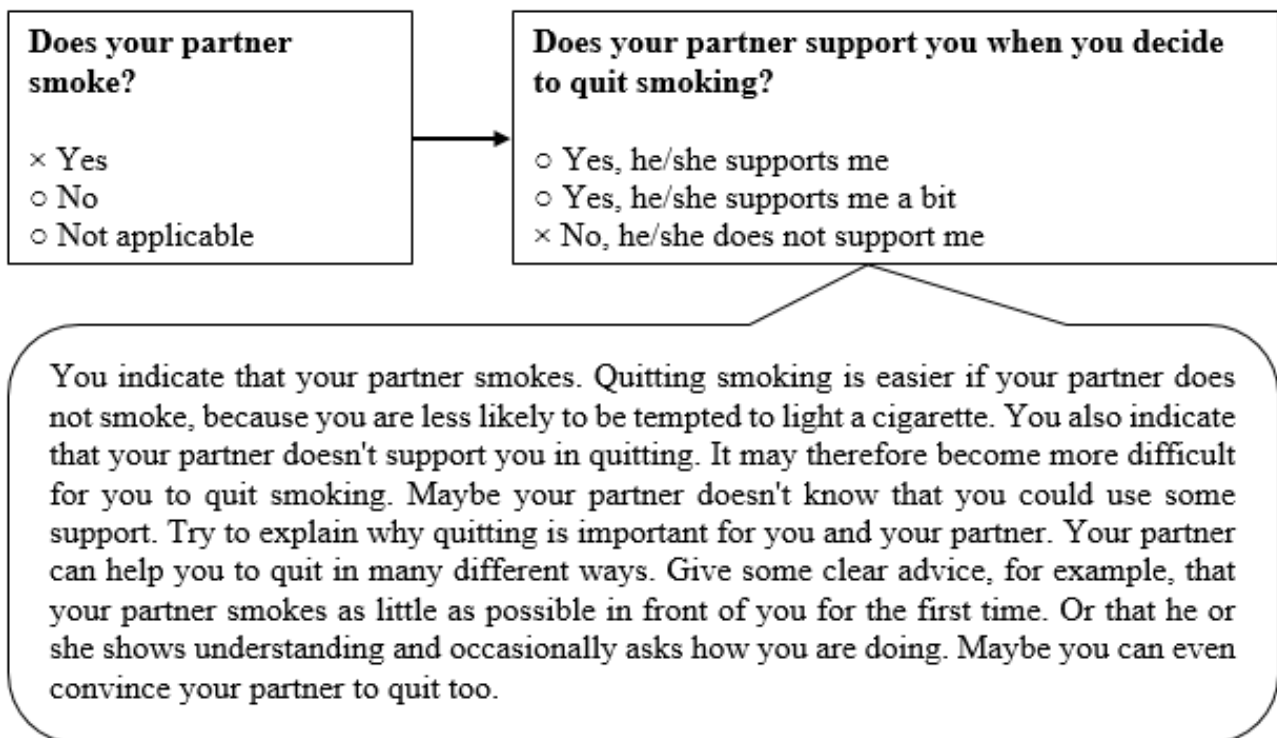 Does your partner
smoke?
× Yes
○ No
○ Not applicable
Does your partner support you when you decide
to quit smoking?
○ Yes, he/she supports me
○ Yes, he/she supports me a bit
× No, he/she does not support me
You indicate that your partner smokes. Quitting smoking is easier if your partner does
not smoke, because you are less likely to be tempted to light a cigarette. You also indicate
that your partner doesn't support you in quitting. It may therefore become more difficult
for you to quit smoking. Maybe your partner doesn't know that you could use some
support. Try to explain why quitting is important for you and your partner. Your partner
can help you to quit in many different ways. Give some clear advice, for example, that
your partner smokes as little as possible in front of you for the first time. Or that he or
she shows understanding and occasionally asks how you are doing. Maybe you can even
convince your partner to quit too.